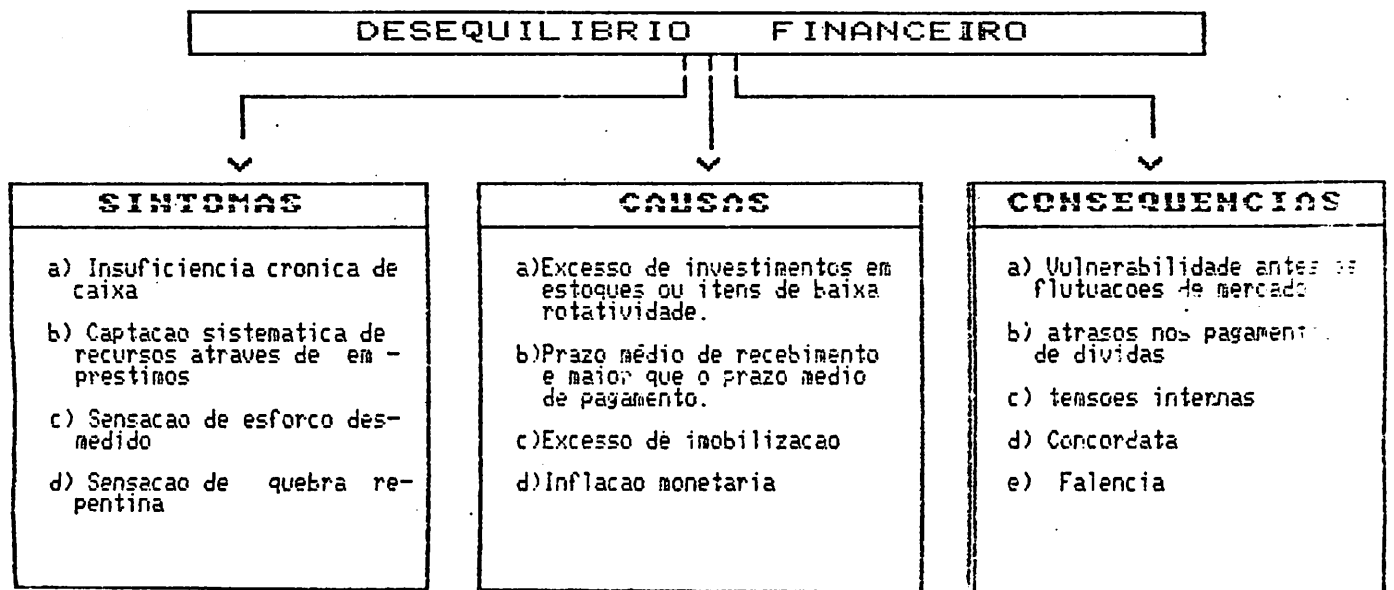 DESEQUILIBRIO FINANCEIRO
SINTOMAS
a) Insuficiencia cronica de
caixa
b) Captacao sistematica de
recursos atraves de em -
prestimos
c) Sensacao de esforco des-
medido
d) Sensacao de quebra re-
pentina
CAUSAS
a)Excesso de investimentos em
estoques ou itens de baixa
rotatividade.
b)Prazo médio de recebimento
e maior que o prazo medio
de pagamento.
c)Excesso de imobilizacao
d)Inflacao monetaria
CONSEQUENCIAS
a) Vulnerabilidade antes
flutuacoes de mercado
b) atrasos nos
de dividas
c) tensoes internas
d) Concordata
e) Falencia